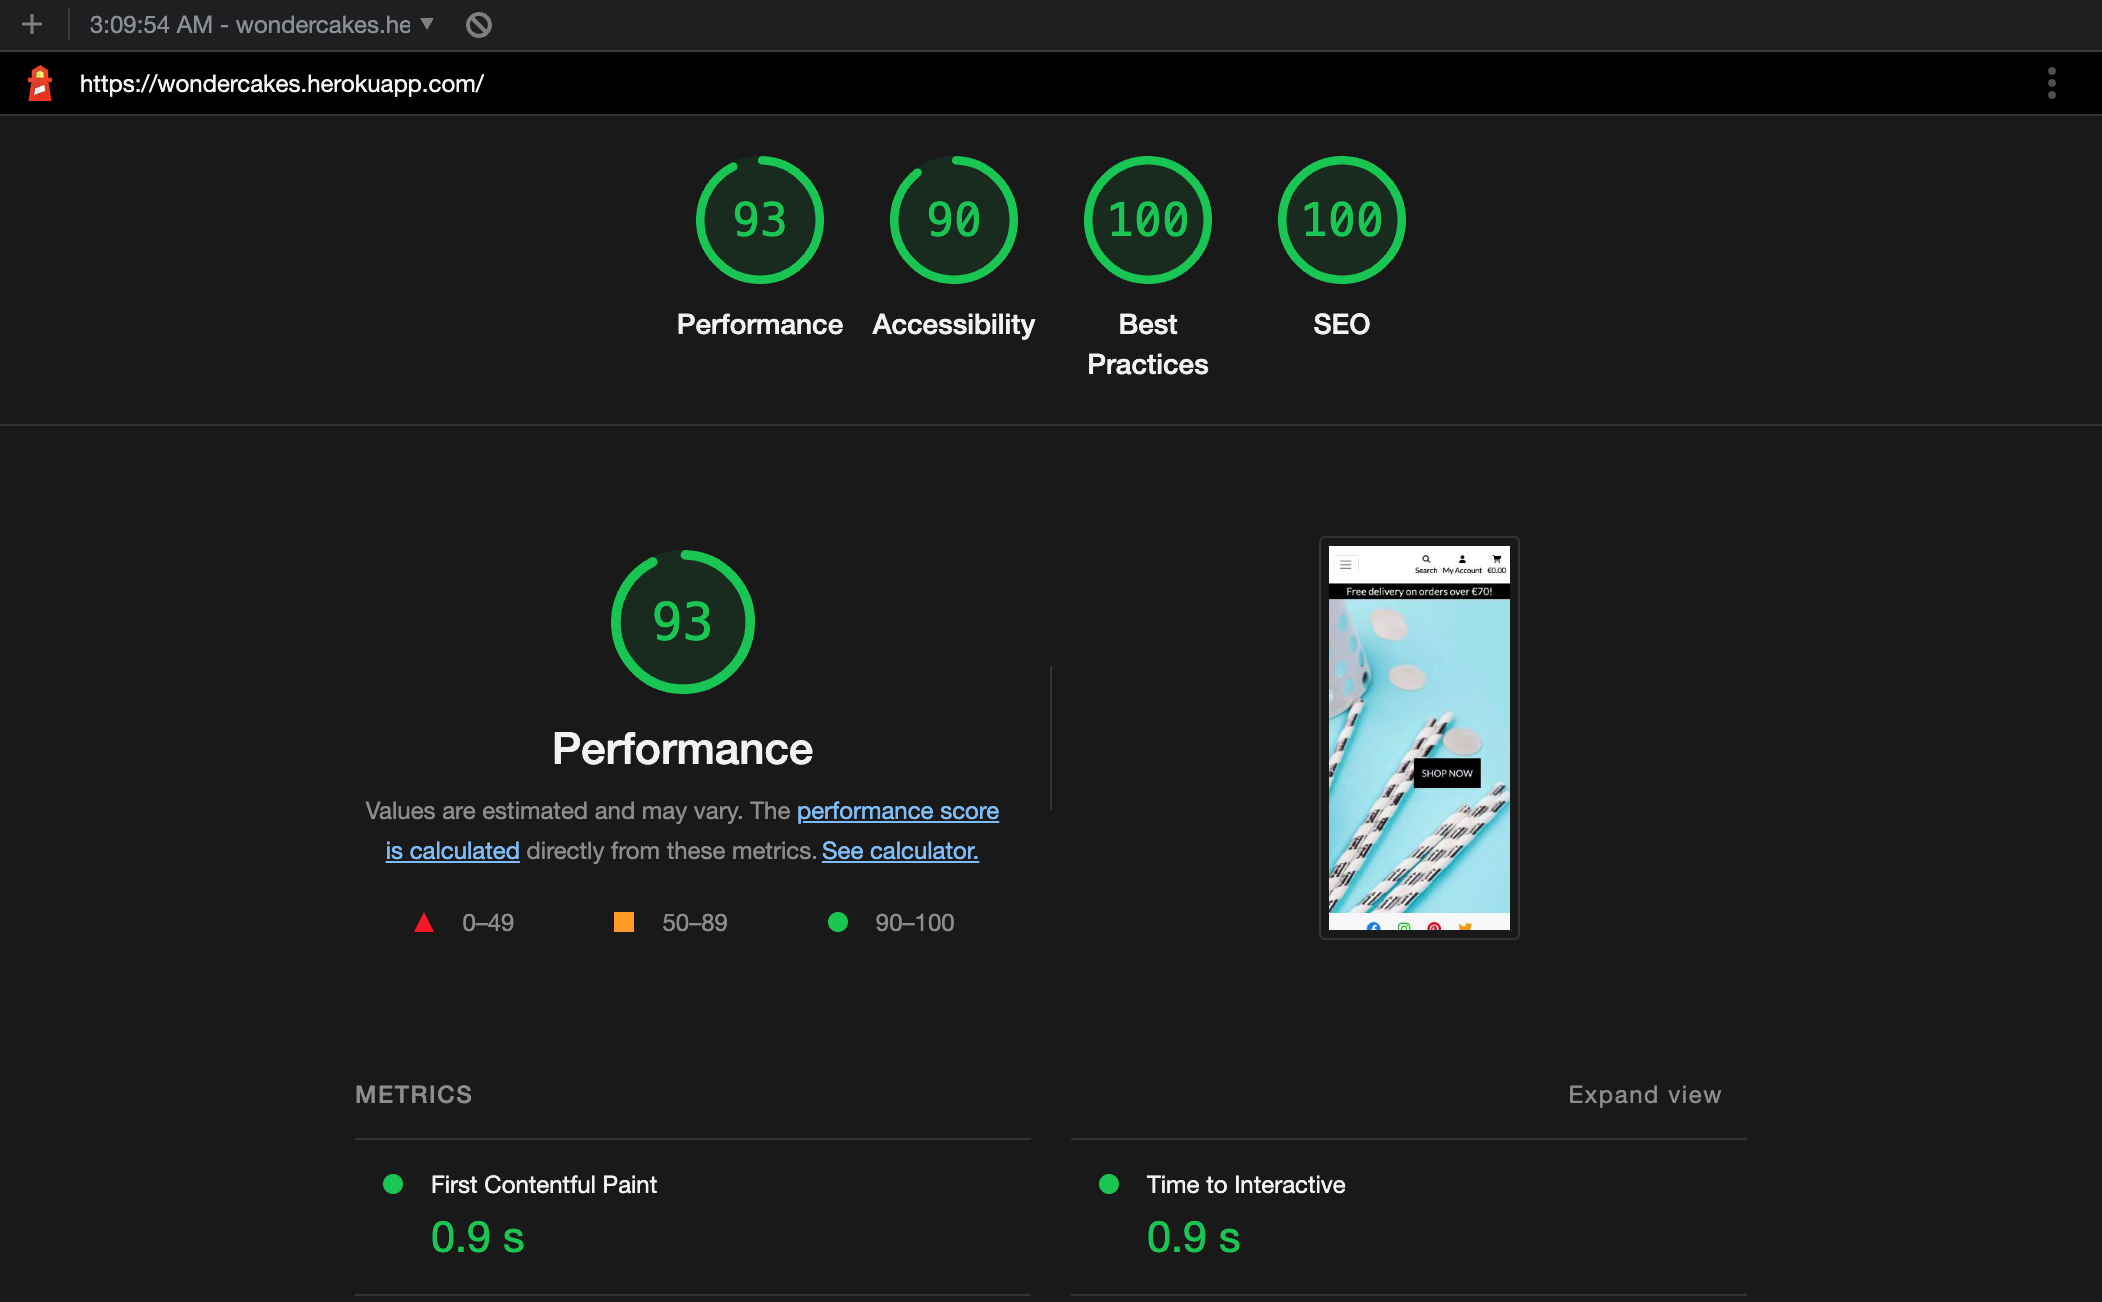 3:09:54 AM - wondercakes.he
https://wondercakes.herokuapp.com/
93
90
100
100
Performance
Accessibility
Best
Practices
SEO
93
Performance
Values are estimated and may vary. The performance score
is calculated directly from these metrics. See calculator.
0–49
50–89
90–100
Search My Account €0.00
Free delivery on orders over €70!
SHOP NOW
METRICS
Expand view
First Contentful Paint
0.9 s
Time to Interactive
0.9 s